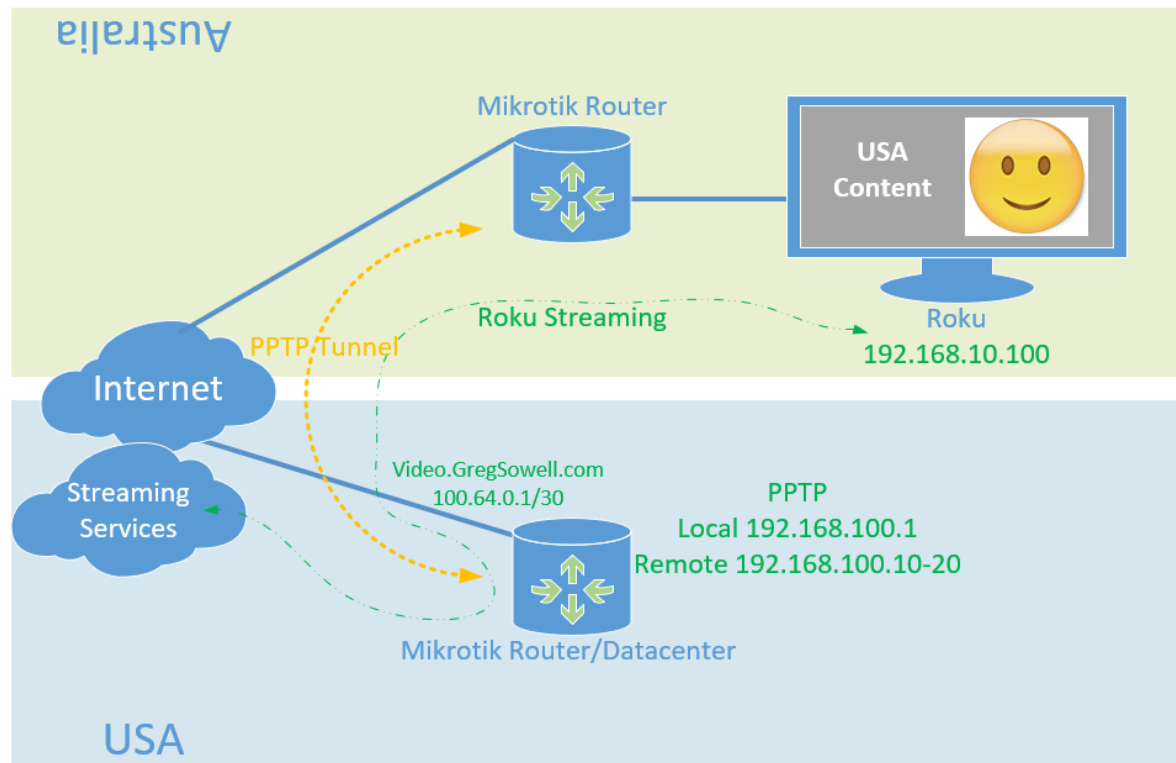 Australia
Mikrotik Router
USA
Content
Roku Streaming
Roku
192.168.10.100
PPTP Tunnel
Internet
Streaming
Services
Video.GregSowell.com
100.64.0.1/30
PPTP
Local 192.168.100.1
Remote 192.168.100.10-20
Mikrotik Router/Datacenter
USA